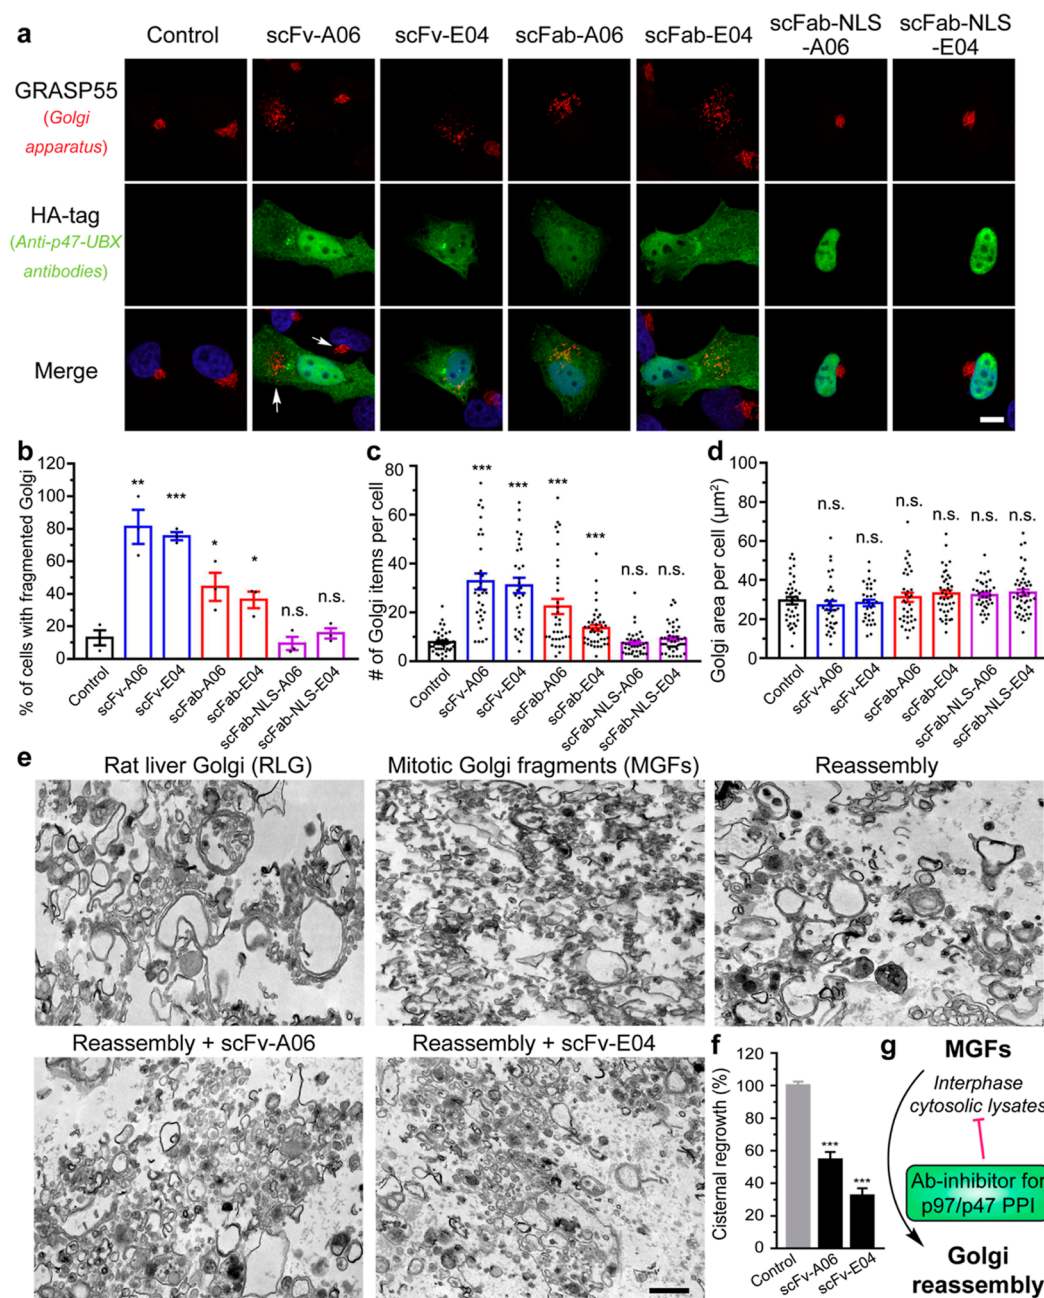 a
Control
scFv-A06
scFv-E04
scFab-A06
scFab-E04
scFab-NLS
-A06
scFab-NLS
-E04
GRASP55
(Golgi
apparatus)
HA-tag
(Anti-p47-UBX
antibodies)
Merge
b
% of cells with fragmented Golgi
120
100
80
60
40
20
0
**
***
*
*
n.s.
n.s.
Control
scFv-A06
scFv-E04
scFab-A06
scFab-E04
scFab-NLS-A06
scFab-NLS-E04
c
# of Golgi items per cell
80
60
40
20
0
***
***
***
***
n.s.
n.s.
Control
scFv-A06
scFv-E04
scFab-A06
scFab-E04
scFab-NLS-A06
scFab-NLS-E04
d
Golgi area per cell (µm²)
100
80
60
40
20
0
n.s.
n.s.
n.s.
n.s.
n.s.
n.s.
Control
scFv-A06
scFv-E04
scFab-A06
scFab-E04
scFab-NLS-A06
scFab-NLS-E04
e
Rat liver Golgi (RLG)
Mitotic Golgi fragments (MGFs)
Reassembly
Reassembly + scFv-A06
Reassembly + scFv-E04
f
Cisternal regrowth (%)
120
100
80
60
40
20
0
***
***
Control
scFv-A06
scFv-E04
g
MGFs
Interphase
cytosolic lysates
Ab-inhibitor for
p97/p47 PPI
Golgi
reassembly